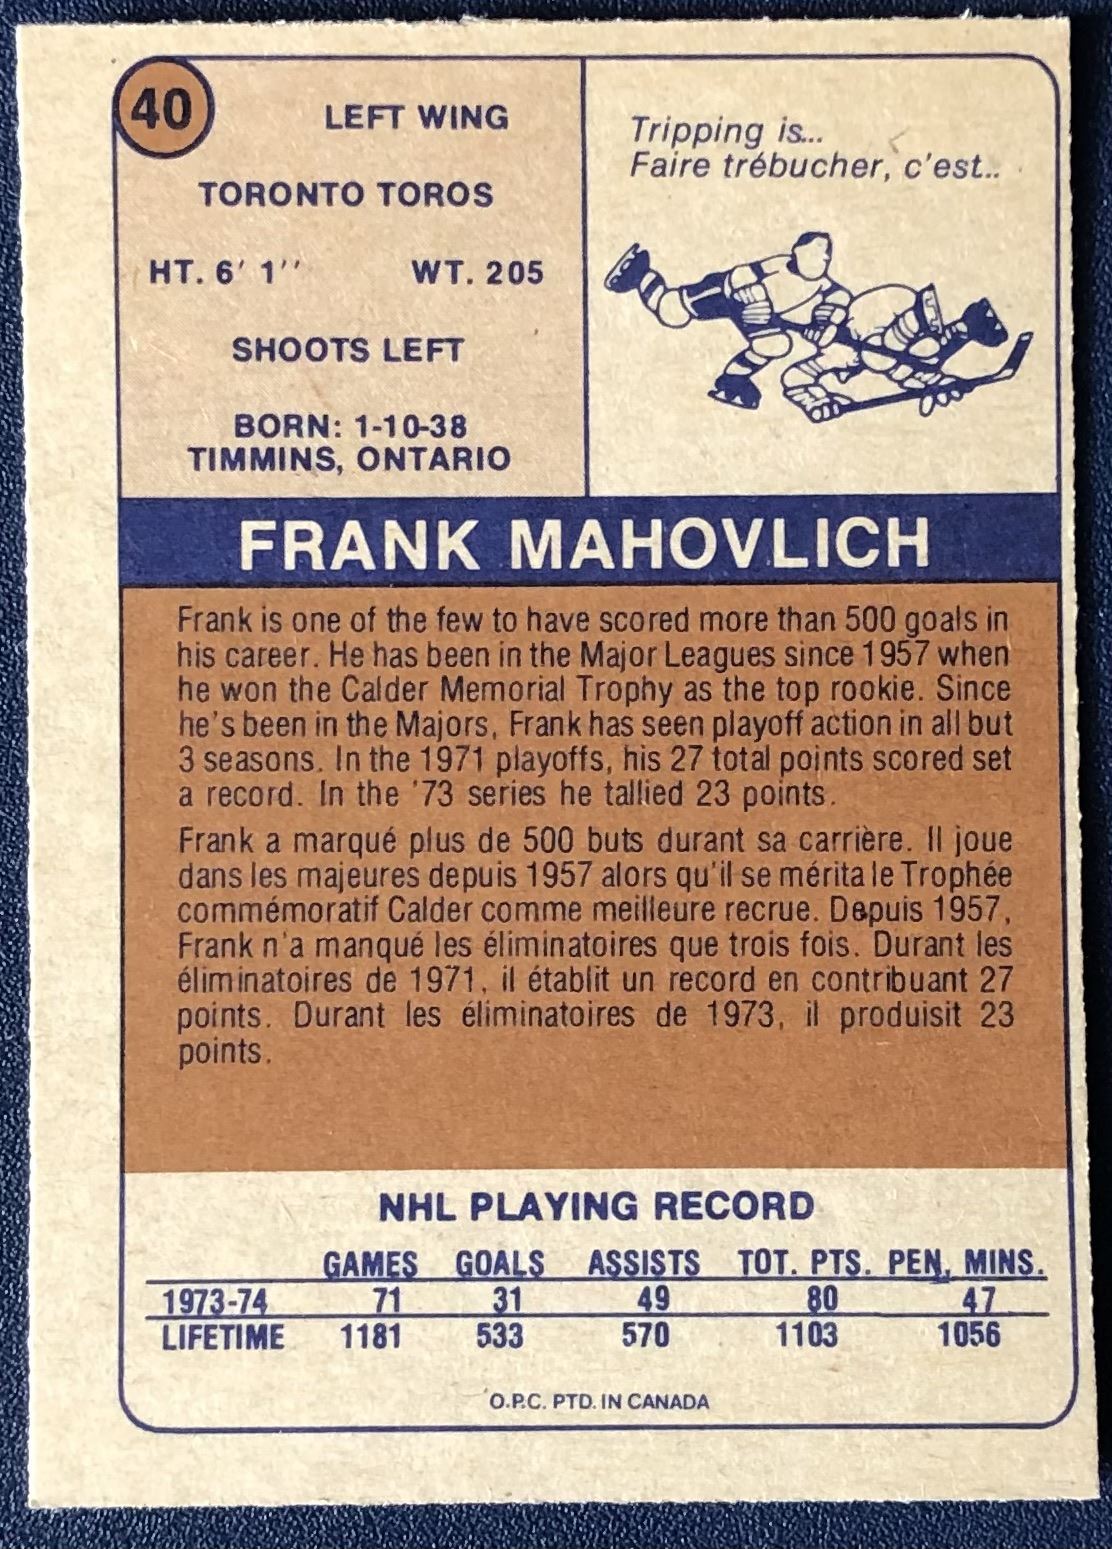 40
LEFT WING
TORONTO TOROS
HT. 6' 1'' WT. 205
SHOOTS LEFT
BORN: 1-10-38
TIMMINS, ONTARIO
Tripping is...
Faire trébucher, c'est..
FRANK MAHOVLICH
Frank is one of the few to have scored more than 500 goals in
his career. He has been in the Major Leagues since 1957 when
he won the Calder Memorial Trophy as the top rookie. Since
he's been in the Majors, Frank has seen playoff action in all but
3 seasons. In the 1971 playoffs, his 27 total points scored set
a record. In the '73 series he tallied 23 points.
Frank a marqué plus de 500 buts durant sa carrière. Il joue
dans les majeures depuis 1957 alors qu'il se mérita le Trophée
commémoratif Calder comme meilleure recrue. Depuis 1957,
Frank n'a manqué les éliminatoires que trois fois. Durant les
éliminatoires de 1971, il établit un record en contribuant 27
points. Durant les éliminatoires de 1973, il produisit 23
points.
NHL PLAYING RECORD
GAMES GOALS ASSISTS TOT. PTS. PEN. MINS.
1973-74 71 31 49 80 47
LIFETIME 1181 533 570 1103 1056
O.P.C. PTD. IN CANADA